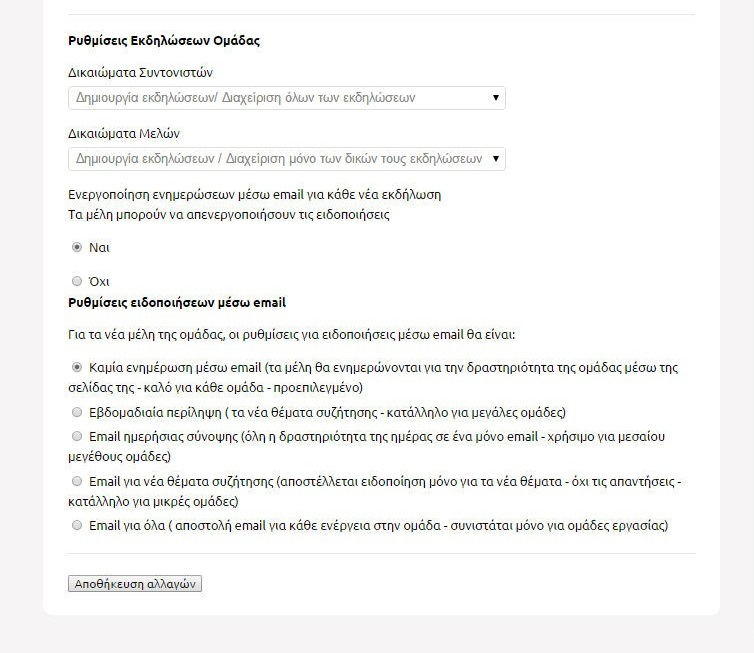 Ρυθμίσεις Εκδηλώσεων Ομάδας
Δικαιώματα Συντονιστών
Δημιουργία εκδηλώσεων/ Διαχείριση όλων των εκδηλώσεων
Δικαιώματα Μελών
Δημιουργία εκδηλώσεων / Διαχείριση μόνο των δικών τους εκδηλώσεων
Ενεργοποίηση ενημερώσεων μέσω email για κάθε νέα εκδήλωση
Τα μέλη μπορούν να απενεργοποιήσουν τις ειδοποιήσεις
Ναι
Όχι
Ρυθμίσεις ειδοποιήσεων μέσω email
Για τα νέα μέλη της ομάδας, οι ρυθμίσεις για ειδοποιήσεις μέσω email θα είναι:
Καμία ενημέρωση μέσω email (τα μέλη θα ενημερώνονται για την δραστηριότητα της ομάδας μέσω της
σελίδας της - καλό για κάθε ομάδα - προεπιλεγμένο)
Εβδομαδιαία περίληψη ( τα νέα θέματα συζήτησης - κατάλληλο για μεγάλες ομάδες)
Email ημερήσιας σύνοψης (όλη η δραστηριότητα της ημέρας σε ένα μόνο email - χρήσιμο για μεσαίου
μεγέθους ομάδες)
Email για νέα θέματα συζήτησης (αποστέλλεται ειδοποίηση μόνο για τα νέα θέματα - όχι τις απαντήσεις -
κατάλληλο για μικρές ομάδες)
Email για όλα ( αποστολή email για κάθε ενέργεια στην ομάδα - συνιστάται μόνο για ομάδες εργασίας)
Αποθήκευση αλλαγών